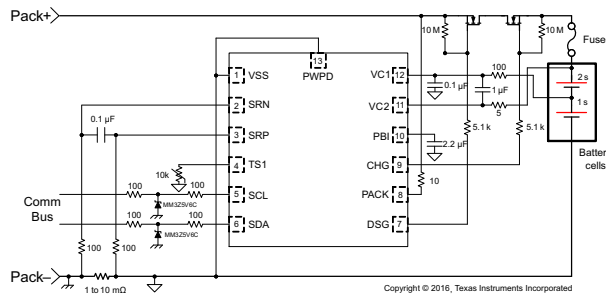 Pack+
10 M
10 M
Fuse
13
PWPD
1 VSS
VC1 12
100
0.1 µF
1 µF
2 s
2 SRN
VC2 11
5
1 s
0.1 µF
3 SRP
PBI 10
5.1 k
5.1 k
2.2 µF
Batter
cells
10k
4 TS1
CHG 9
Comm
Bus
100
100
MM3Z5V6C
5 SCL
PACK 8
10
100
100
MM3Z5V6C
6 SDA
DSG 7
100
100
Pack–
1 to 10 mΩ
Copyright © 2016, Texas Instruments Incorporated